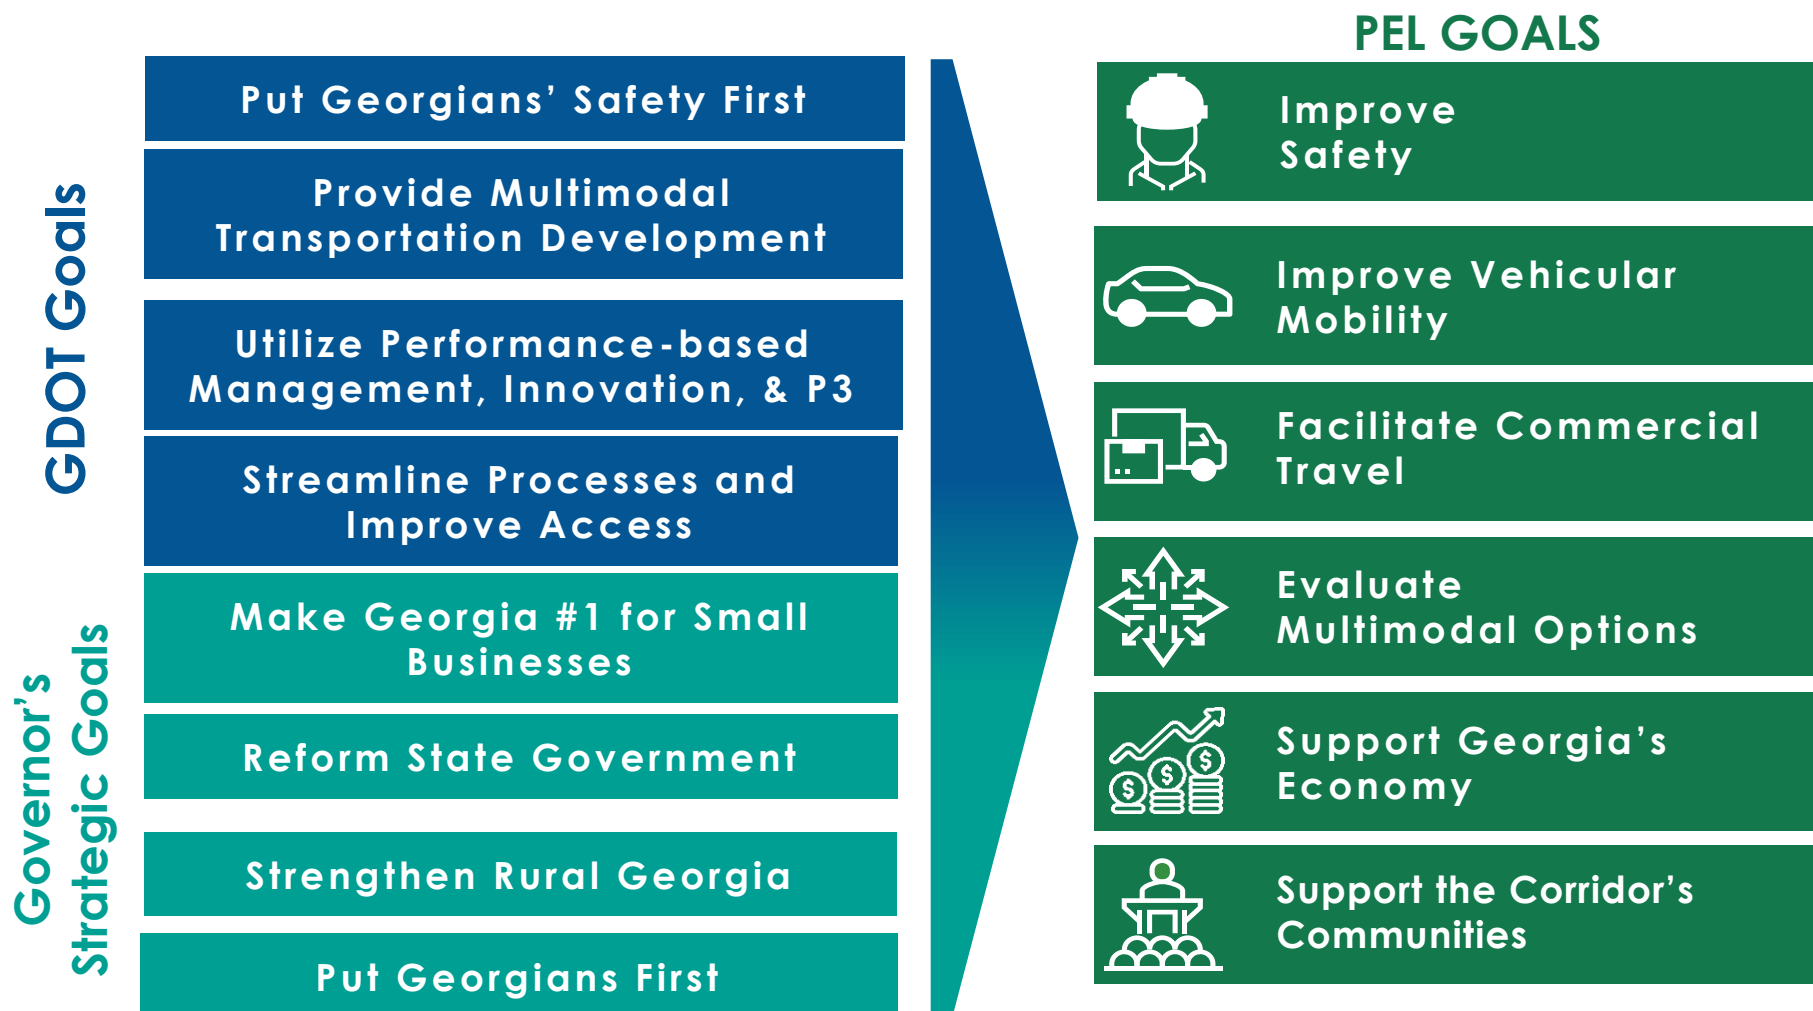 GDOT Goals
Put Georgians’ Safety First
Provide Multimodal
Transportation Development
Utilize Performance-based
Management, Innovation, & P3
Streamline Processes and
Improve Access
Governor’s
Strategic Goals
Make Georgia #1 for Small
Businesses
Reform State Government
Strengthen Rural Georgia
Put Georgians First
PEL GOALS
Improve
Safety
Improve Vehicular
Mobility
Facilitate Commercial
Travel
Evaluate
Multimodal Options
$ $ $
Support Georgia’s
Economy
Support the Corridor’s
Communities